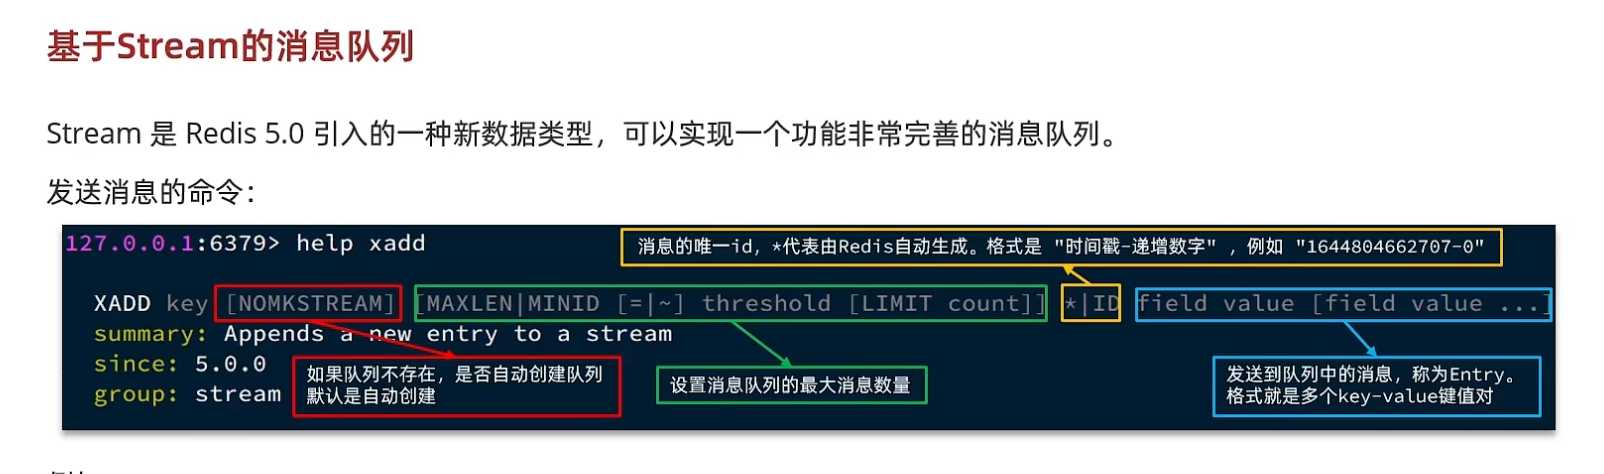 基于Stream的消息队列
Stream 是 Redis 5.0 引入的一种新数据类型，可以实现一个功能非常完善的消息队列。
发送消息的命令：
127.0.0.1:6379> help xadd
消息的唯一id，*代表由Redis自动生成。格式是 "时间戳-递增数字" ，例如 "1644804662707-0"
XADD key [NOMKSTREAM] [MAXLEN|MINID [=|~] threshold [LIMIT count]] *|ID field value [field value ...]
summary: Appends a new entry to a stream
since: 5.0.0
group: stream
如果队列不存在，是否自动创建队列
默认是自动创建
设置消息队列的最大消息数量
发送到队列中的消息，称为Entry。
格式就是多个key-value键值对